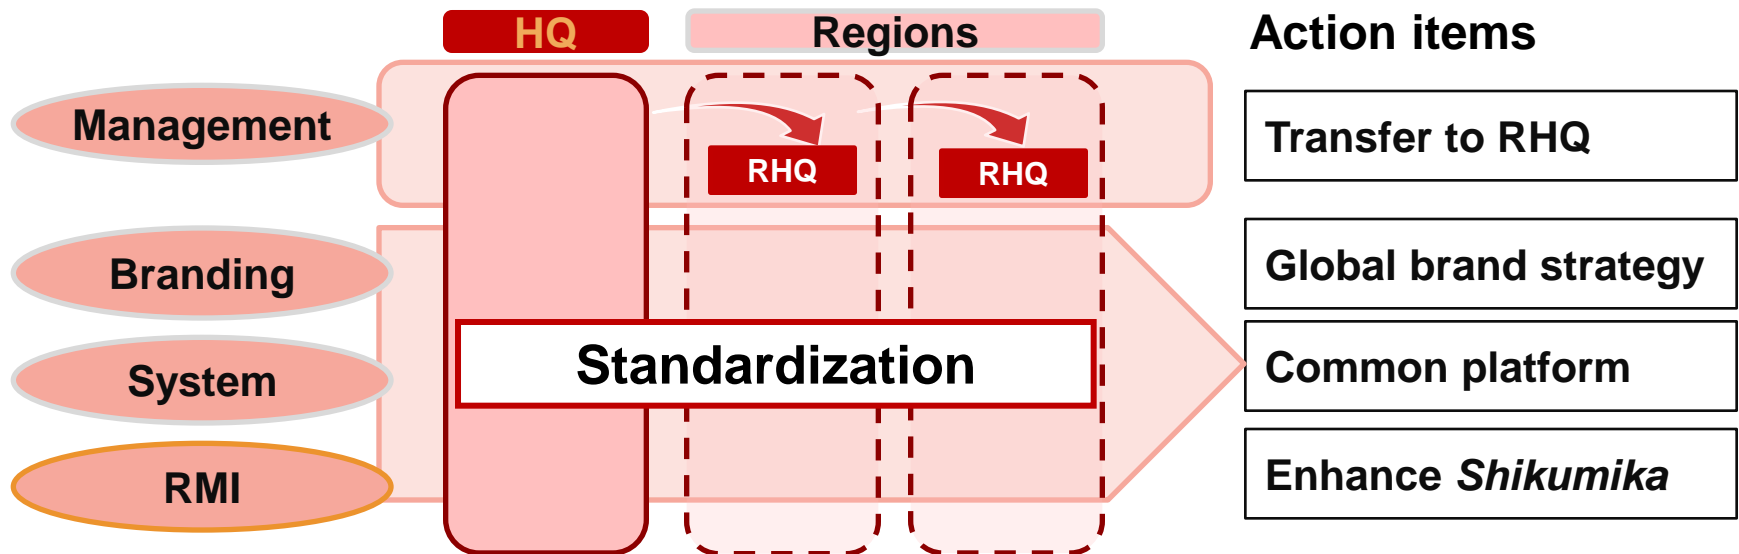 HQ
Regions
Action items
Management
RHQ
RHQ
Transfer to RHQ
Branding
Global brand strategy
System
Standardization
Common platform
RMI
Enhance Shikumika